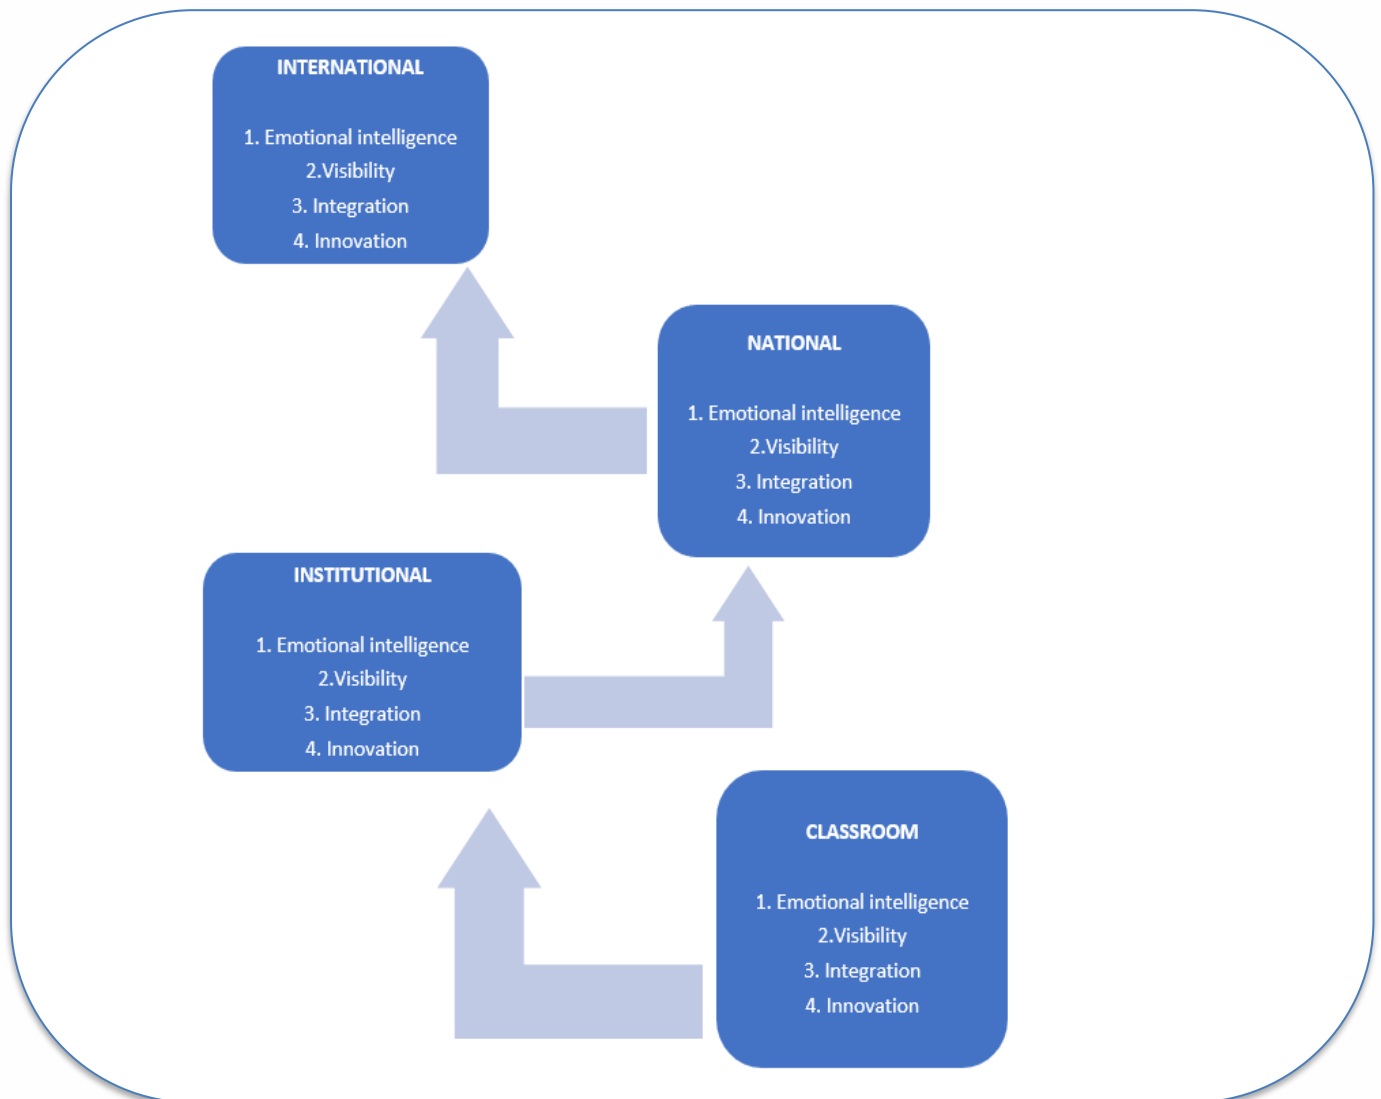 INTERNATIONAL
1. Emotional intelligence
2.Visibility
3. Integration
4. Innovation
NATIONAL
1. Emotional intelligence
2.Visibility
3. Integration
4. Innovation
INSTITUTIONAL
1. Emotional intelligence
2.Visibility
3. Integration
4. Innovation
CLASSROOM
1. Emotional intelligence
2.Visibility
3. Integration
4. Innovation